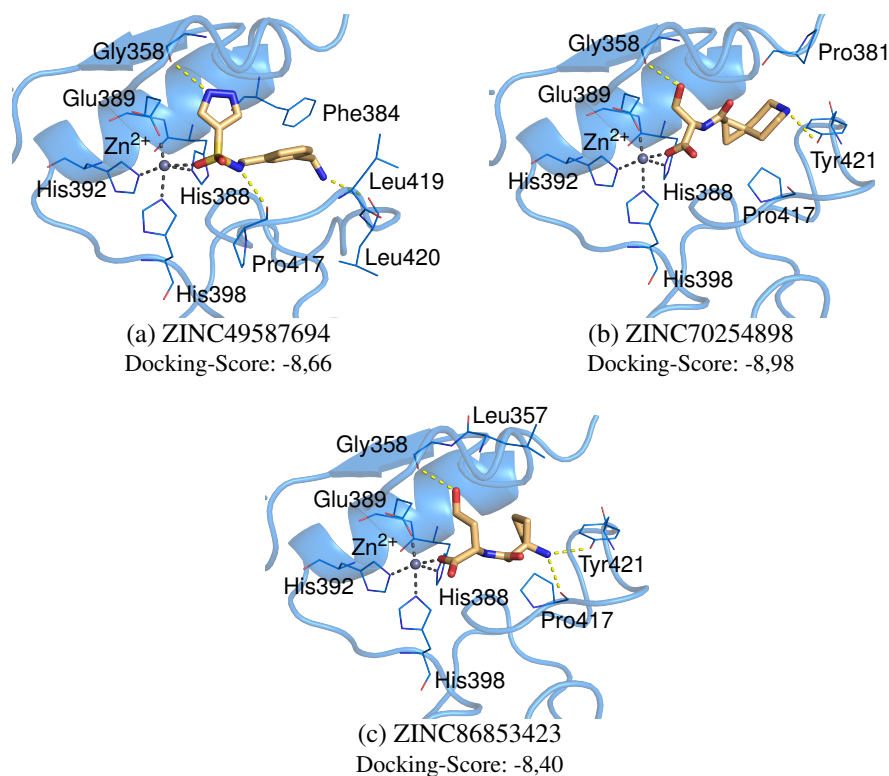 Gly358
Glu389
Zn2+
Phe384
His392
His388
Leu419
Pro417
Leu420
His398
(a) ZINC49587694
Docking-Score: -8,66
Gly358
Pro381
Glu389
Zn2+
Tyr421
His392
His388
Pro417
His398
(b) ZINC70254898
Docking-Score: -8,98
Leu357
Gly358
Glu389
Zn2+
Tyr421
His392
His388
Pro417
His398
(c) ZINC86853423
Docking-Score: -8,40